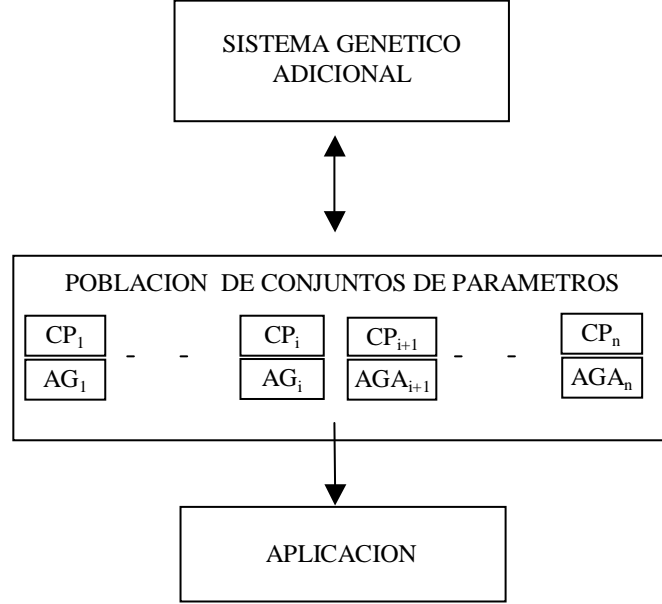 SISTEMA GENETICO
ADICIONAL
POBLACION DE CONJUNTOS DE PARAMETROS
CP1 CPi CPi+1 CPn
- - - -
AG1 AGi AGAi+1 AGAn
APLICACION